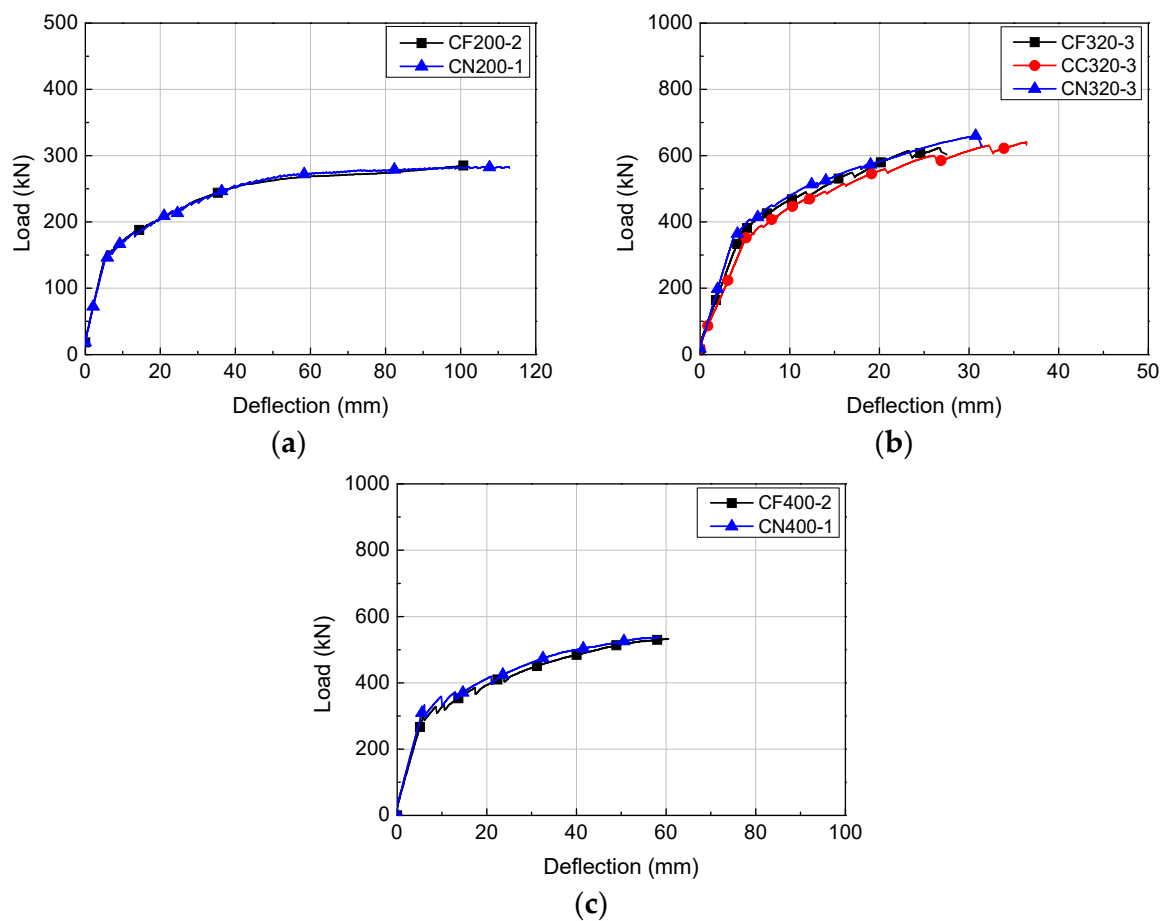 500
400
300
200
100
0
Load (kN)
CF200-2
CN200-1
0 20 40 60 80 100 120
Deflection (mm)
(a)
1000
800
600
400
200
0
Load (kN)
CF320-3
CC320-3
CN320-3
0 10 20 30 40 50
Deflection (mm)
(b)
1000
800
600
400
200
0
Load (kN)
CF400-2
CN400-1
0 20 40 60 80 100
Deflection (mm)
(c)